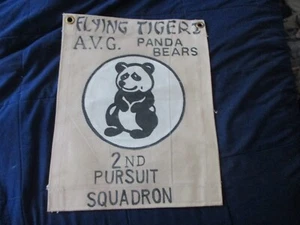 FLYING TIGERS
A.V.G. PANDA
BEARS
2ND
PURSUIT
SQUADRON